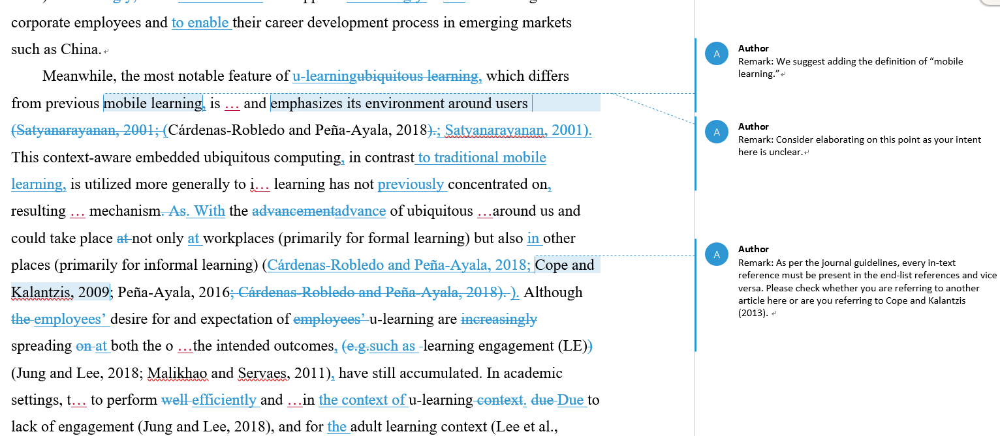 corporate employees and to enable their career development process in emerging markets
such as China.
Meanwhile, the most notable feature of u-learningubiquitous learning, which differs
from previous mobile learning, is … and emphasizes its environment around users
(Satyanarayanan, 2001; (Cárdenas-Robledo and Peña-Ayala, 2018).; Satyanarayanan, 2001).
This context-aware embedded ubiquitous computing, in contrast to traditional mobile
learning, is utilized more generally to i… learning has not previously concentrated on,
resulting … mechanism. As. With the advancementadvance of ubiquitous …around us and
could take place at not only at workplaces (primarily for formal learning) but also in other
places (primarily for informal learning) (Cárdenas-Robledo and Peña-Ayala, 2018; Cope and
Kalantzis, 2009; Peña-Ayala, 2016; Cárdenas-Robledo and Peña-Ayala, 2018). ). Although
the employees’ desire for and expectation of employees’ u-learning are increasingly
spreading on at both the o …the intended outcomes, (e.g.such as -learning engagement (LE))
(Jung and Lee, 2018; Malikhao and Servaes, 2011), have still accumulated. In academic
settings, t… to perform well efficiently and …in the context of u-learning context. due Due to
lack of engagement (Jung and Lee, 2018), and for the adult learning context (Lee et al.,
A
Author
Remark: We suggest adding the definition of “mobile
learning.”
A
Author
Remark: Consider elaborating on this point as your intent
here is unclear.
A
Author
Remark: As per the journal guidelines, every in-text
reference must be present in the end-list references and vice
versa. Please check whether you are referring to another
article here or are you referring to Cope and Kalantzis
(2013).